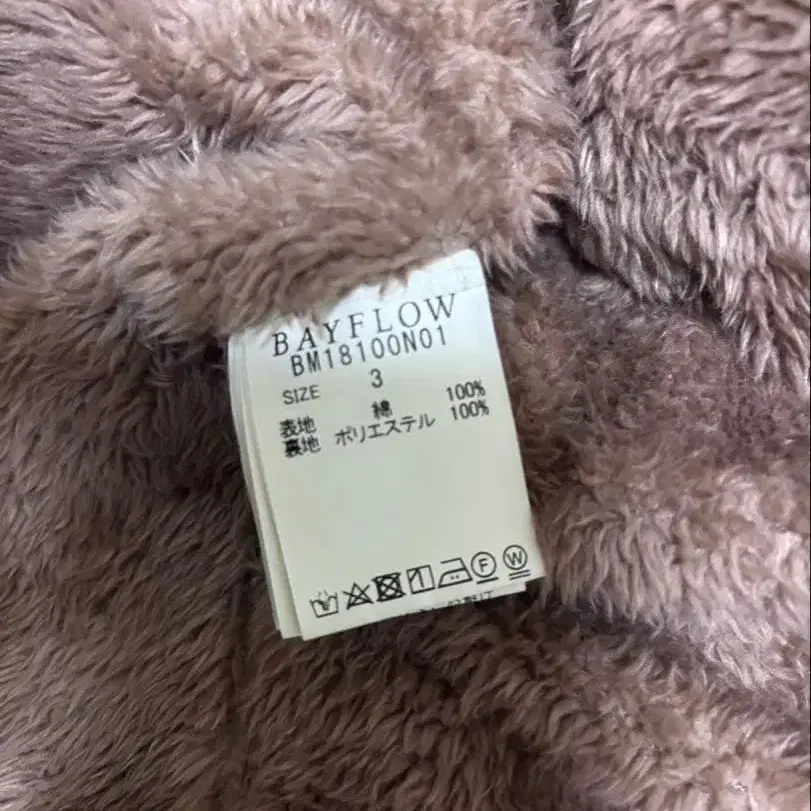 BAYFLOW
BM18100N01
SIZE 3
表地 綿 100%
裏地 ポリエステル 100%
F W